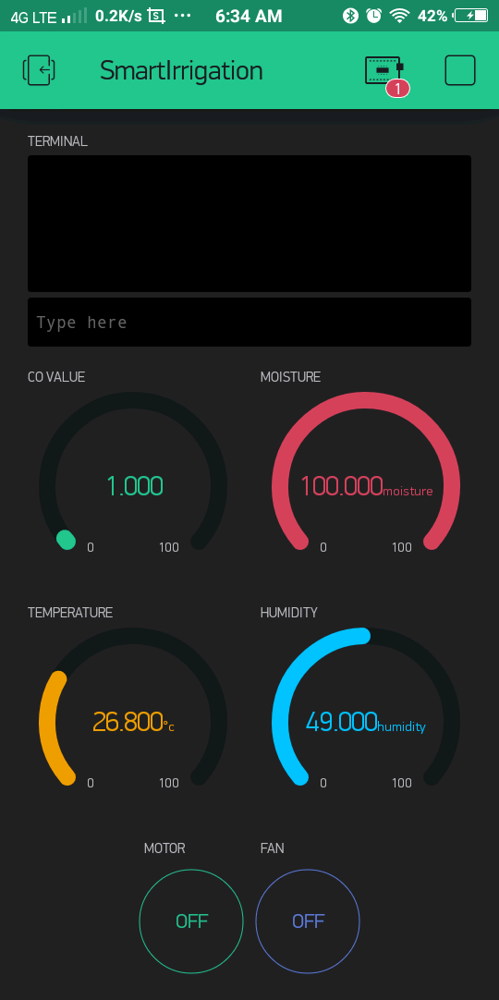 4G LTE 0.2K/s S ... 6:34 AM 42%
SmartIrrigation
1
TERMINAL
Type here
CO VALUE MOISTURE
1.000 100.000moisture
0 100 0 100
TEMPERATURE HUMIDITY
26.800°c 49.000humidity
0 100 0 100
MOTOR FAN
OFF OFF